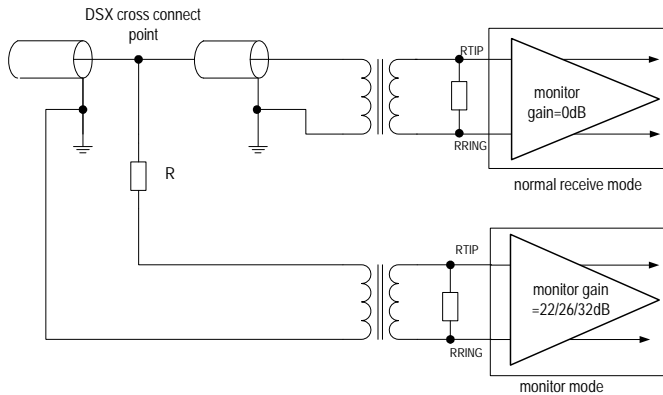 DSX cross connect
point
RTIP
monitor
gain=0dB
RRING
normal receive mode
R
RTIP
monitor gain
=22/26/32dB
RRING
monitor mode